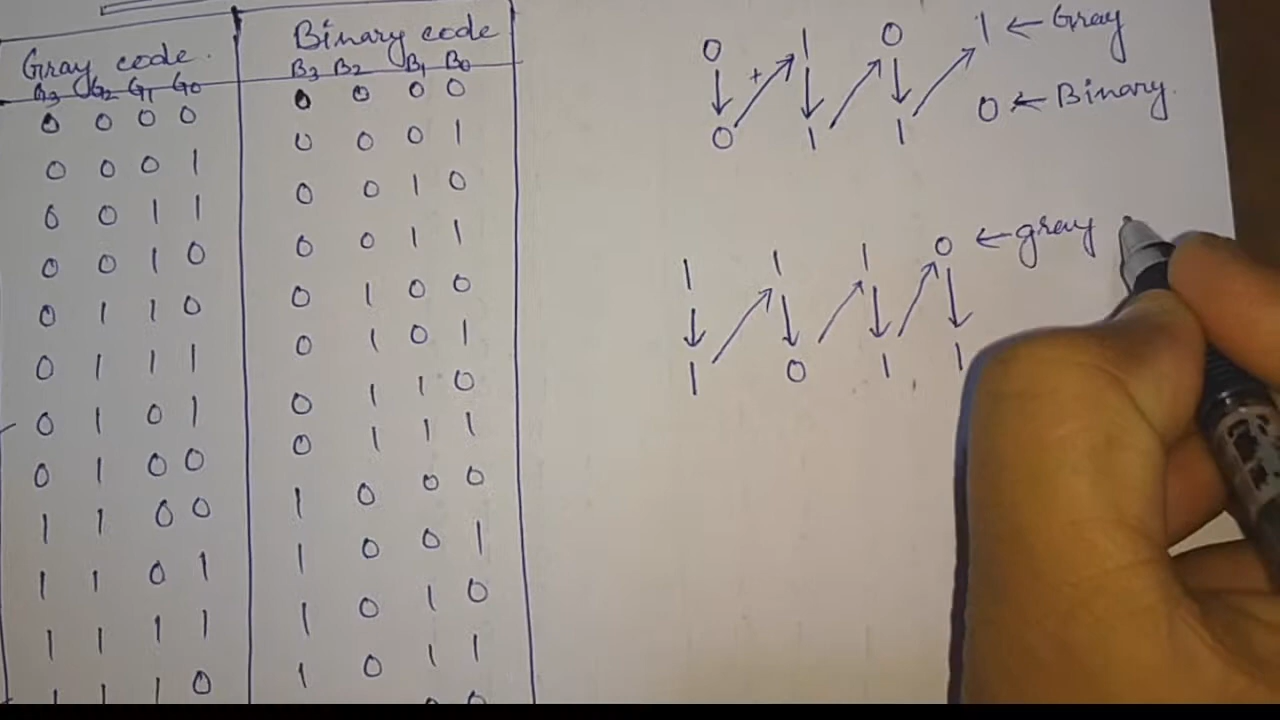 Gray code. Binary code
G3 G2 G1 G0 B3 B2 B1 B0
0 0 0 0 0 0 0 0
0 0 0 1 0 0 0 1
0 0 1 1 0 0 1 0
0 0 1 0 0 0 1 1
0 1 1 0 0 1 0 0
0 1 1 1 0 1 0 1
0 1 0 1 0 1 1 0
0 1 0 0 0 1 1 1
1 1 0 0 1 0 0 0
1 1 0 1 1 0 0 1
1 1 1 1 1 0 1 0
1 1 1 0 1 0 1 1
0 0
0 1 0 1 ← Gray
+
0 1 1 0 ← Binary.
1 1 1 0 ← gray
1 0 1 1